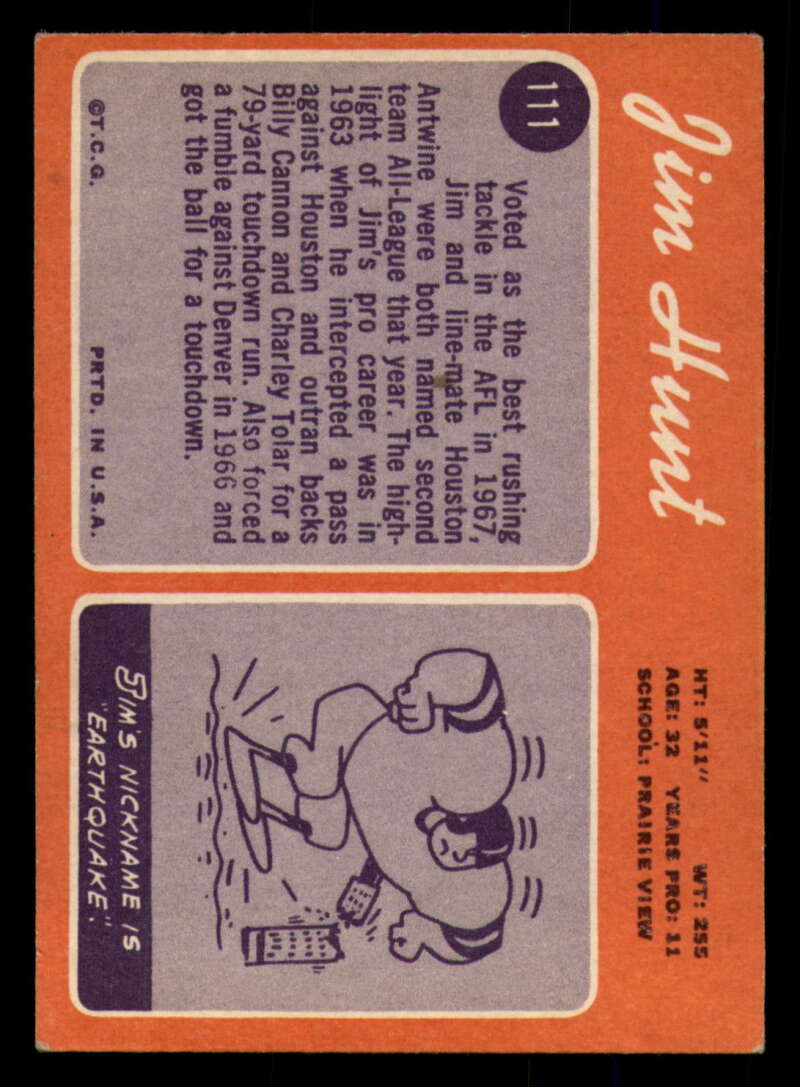 Jim Hunt
HT: 5'11" WT: 255
AGE: 32 YEARS PRO: 11
SCHOOL: PRAIRIE VIEW
111
Voted as the best rushing
tackle in the AFL in 1967,
Jim and line-mate Houston
Antwine were both named second
team All-League that year. The high-
light of Jim's pro career was in
1963 when he intercepted a pass
against Houston and outran backs
Billy Cannon and Charley Tolar for a
79-yard touchdown run. Also forced
a fumble against Denver in 1966 and
got the ball for a touchdown.
©T.C.G. PRTD. IN U.S.A.
JIM'S NICKNAME IS
"EARTHQUAKE."